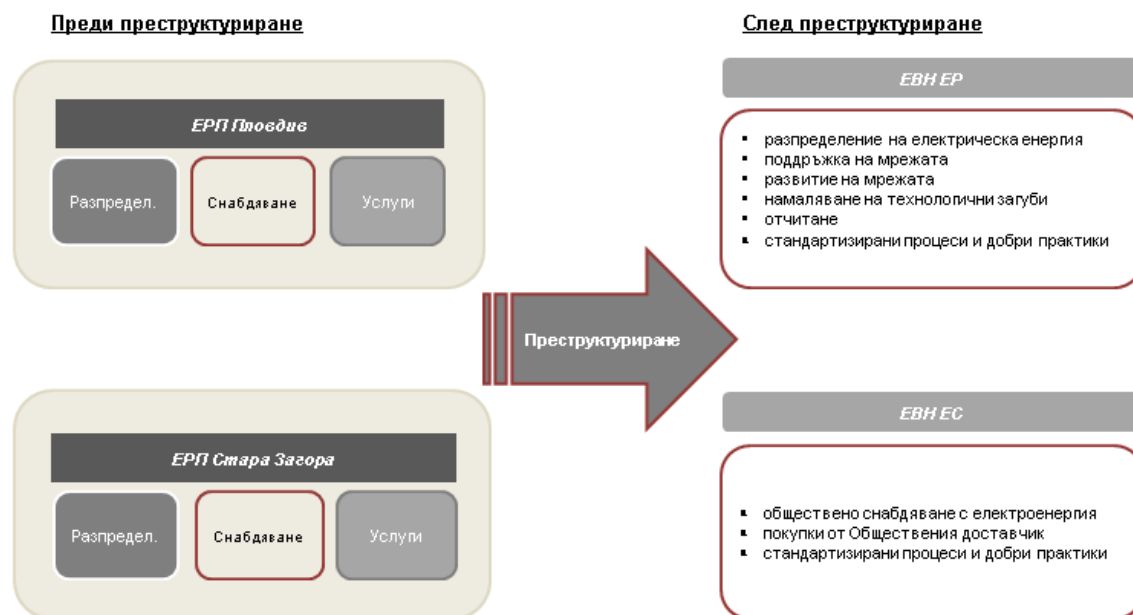 Преди преструктуриране
ЕРП Пловдив
Разпредел.
Снабдяване
Услуги
ЕРП Стара Загора
Разпредел.
Снабдяване
Услуги
Преструктуриране
След преструктуриране
ЕВН ЕР
разпределение на електрическа енергия
поддръжка на мрежата
развитие на мрежата
намаляване на технологични загуби
отчитане
стандартизирани процеси и добри практики
ЕВН ЕС
обществено снабдяване с електроенергия
покупки от Обществения доставчик
стандартизирани процеси и добри практики